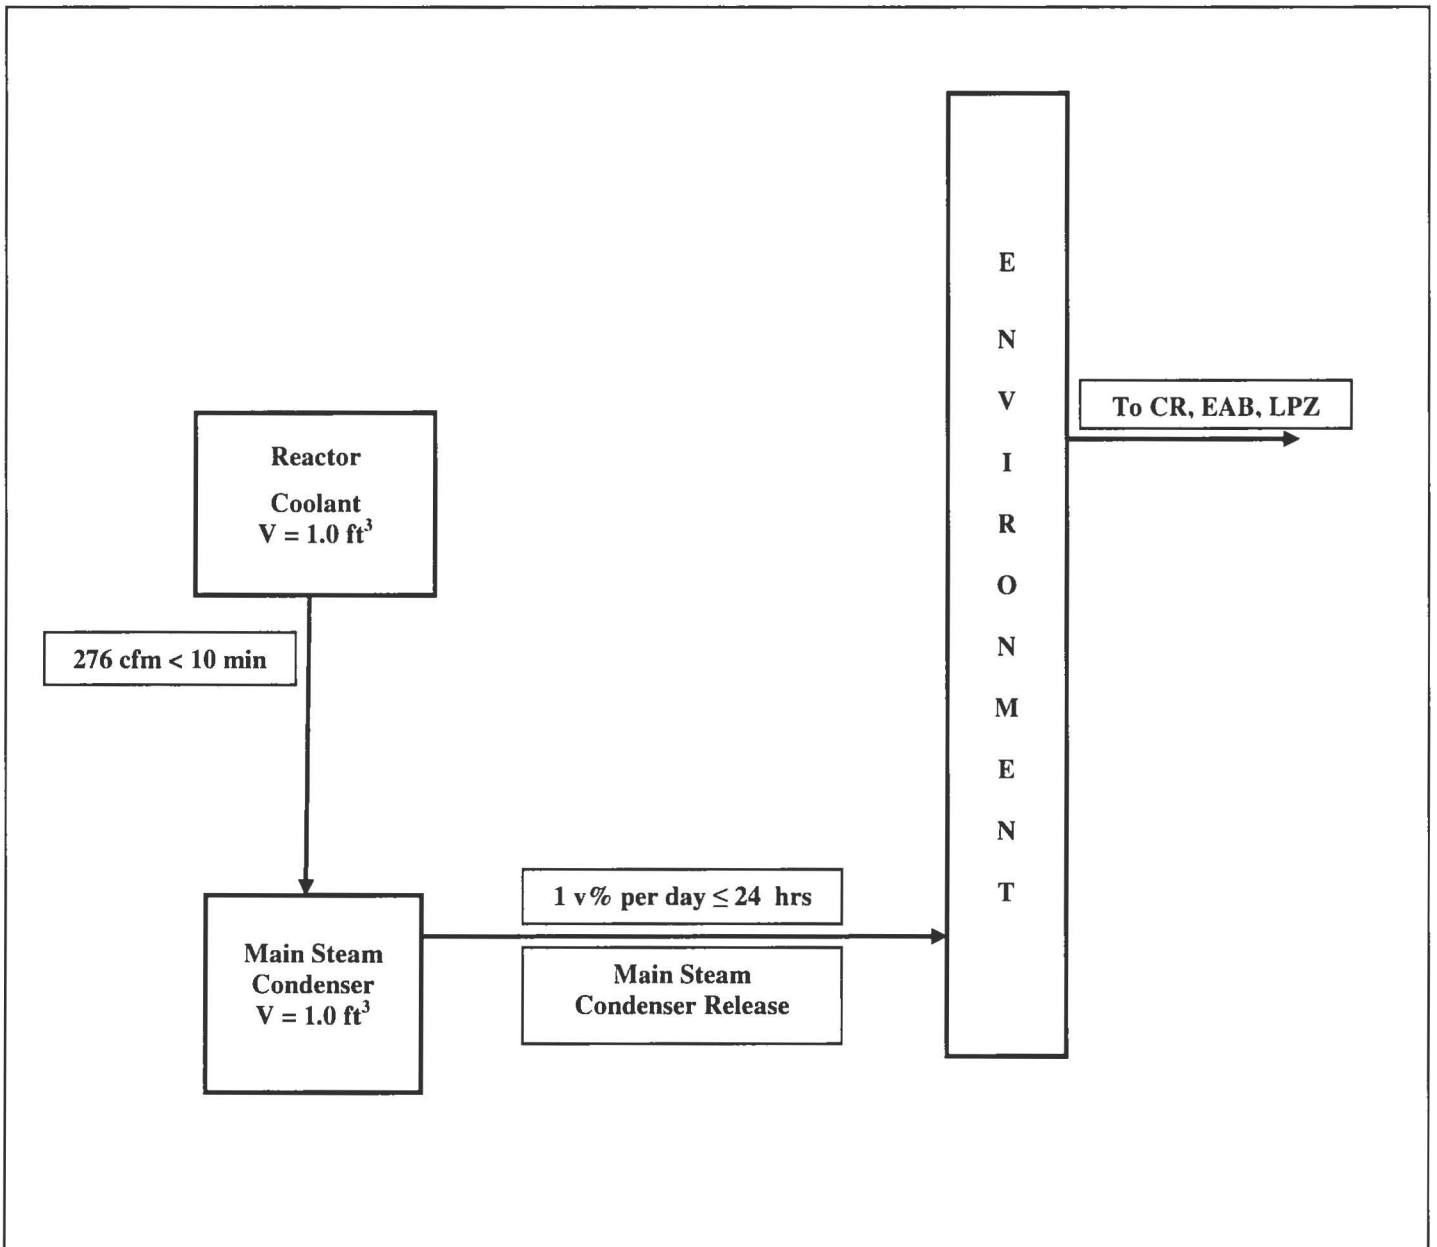 Reactor
Coolant
V = 1.0 ft³
276 cfm < 10 min
Main Steam
Condenser
V = 1.0 ft³
1 v% per day ≤ 24 hrs
Main Steam
Condenser Release
E
N
V
I
R
O
N
M
E
N
T
To CR, EAB, LPZ